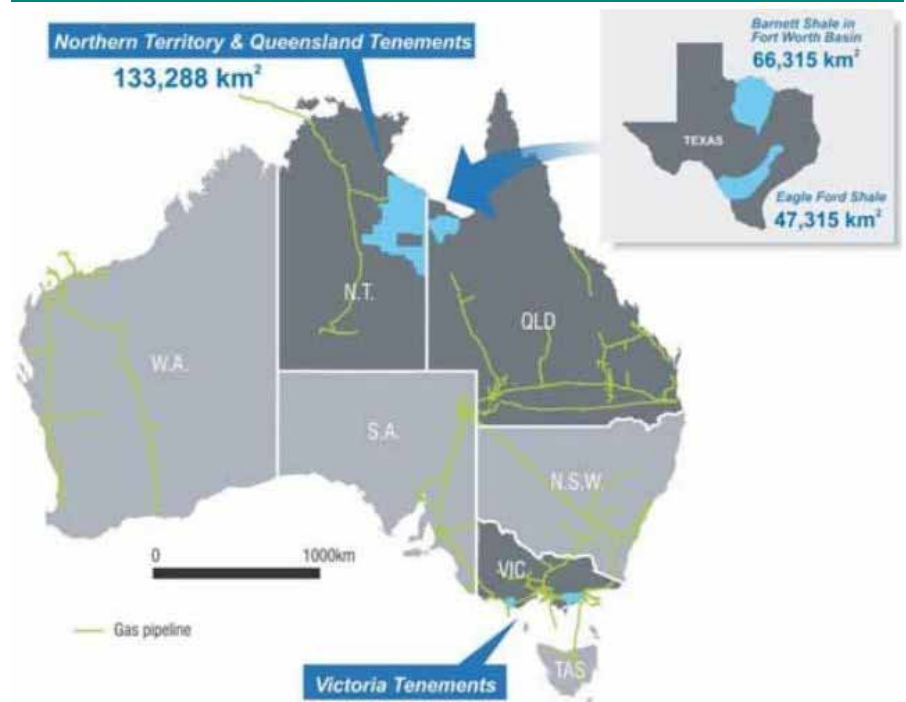 Northern Territory & Queensland Tenements
133,288 km²
Barnett Shale in
Fort Worth Basin
66,315 km²
TEXAS
Eagle Ford Shale
47,315 km²
N.T.
QLD
W.A.
S.A.
N.S.W.
0 1000km
VIC.
Gas pipeline
TAS
Victoria Tenements